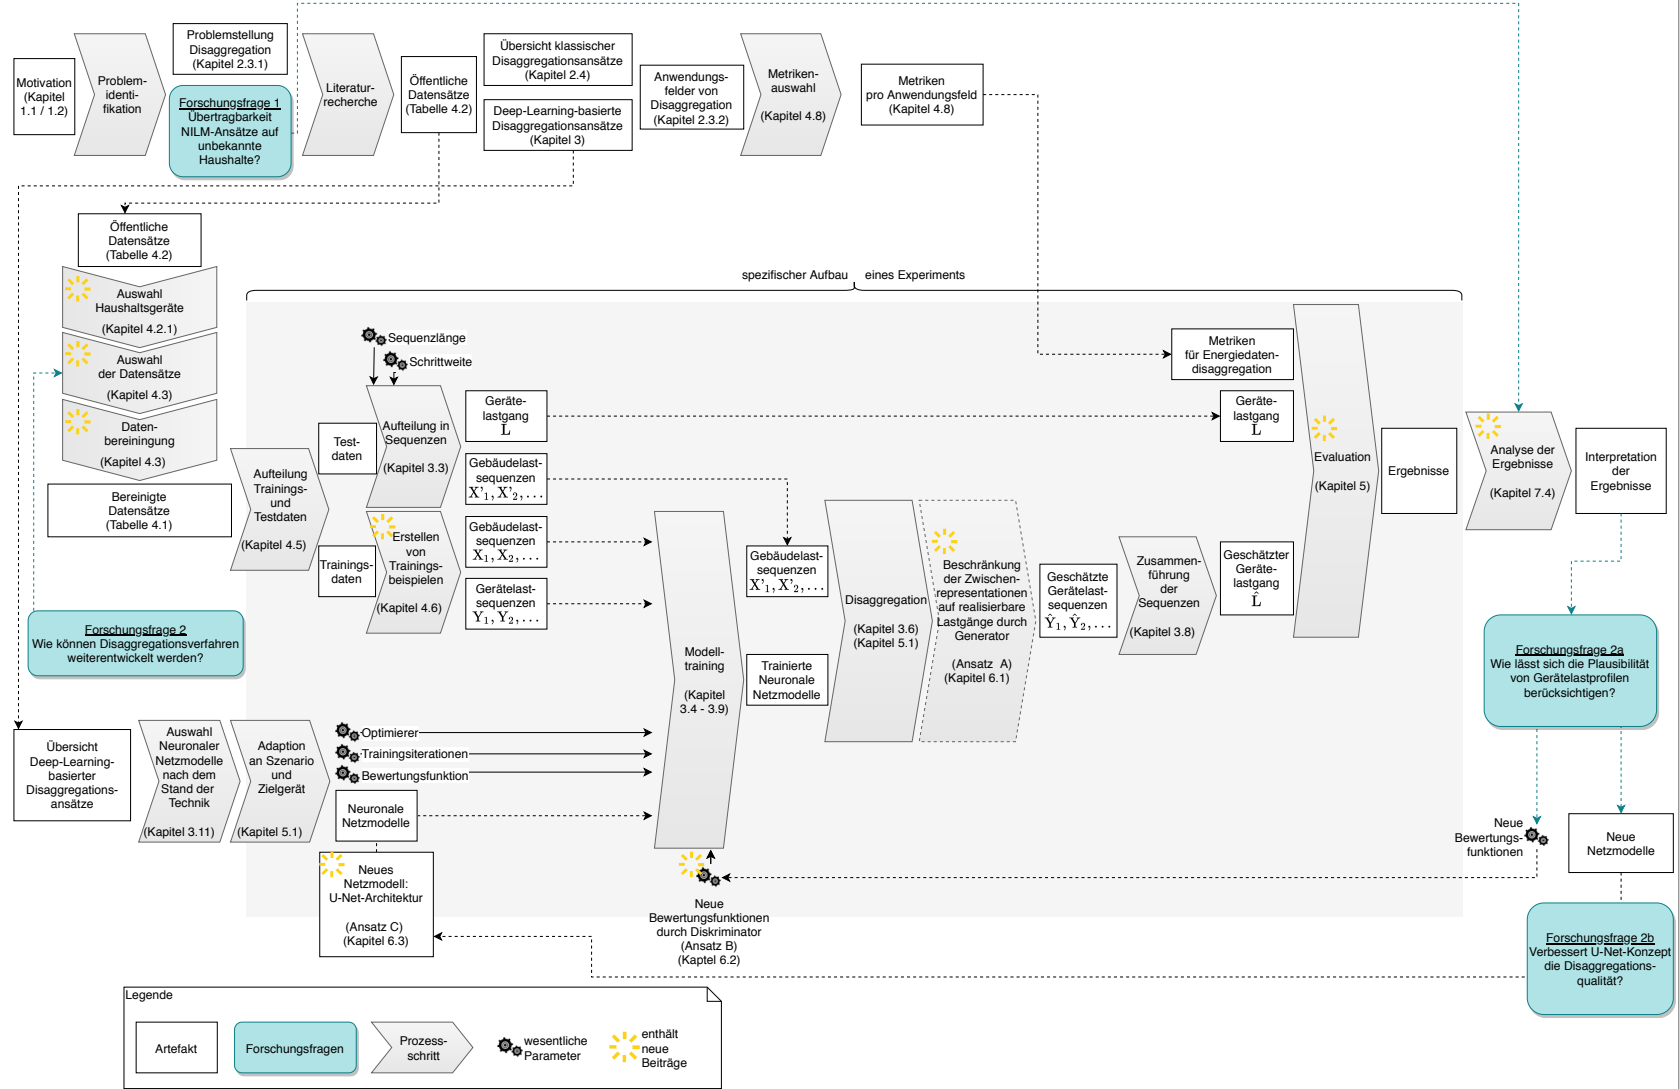 Motivation
(Kapitel
1.1 / 1.2)
Problem-
identi-
fikation
Problemstellung
Disaggregation
(Kapitel 2.3.1)
Forschungsfrage 1
Übertragbarkeit
NILM-Ansätze auf
unbekannte
Haushalte?
Literatur-
recherche
Öffentliche
Datensätze
(Tabelle 4.2)
Übersicht klassischer
Disaggregationsansätze
(Kapitel 2.4)
Deep-Learning-basierte
Disaggregationsansätze
(Kapitel 3)
Anwendungs-
felder von
Disaggregation
(Kapitel 2.3.2)
Metriken-
auswahl
(Kapitel 4.8)
Metriken
pro Anwendungsfeld
(Kapitel 4.8)
Öffentliche
Datensätze
(Tabelle 4.2)
Auswahl
Haushaltsgeräte
(Kapitel 4.2.1)
Auswahl
der Datensätze
(Kapitel 4.3)
Daten-
bereiningung
(Kapitel 4.3)
Bereinigte
Datensätze
(Tabelle 4.1)
Forschungsfrage 2
Wie können Disaggregationsverfahren
weiterentwickelt werden?
spezifischer Aufbau eines Experiments
Sequenzlänge
Schrittweite
Aufteilung
Trainings-
und
Testdaten
(Kapitel 4.5)
Test-
daten
Trainings-
daten
Aufteilung in
Sequenzen
(Kapitel 3.3)
Erstellen
von
Trainings-
beispielen
(Kapitel 4.6)
Geräte-
lastgang
L
Gebäudelast-
sequenzen
X'₁, X'₂, . . .
Gebäudelast-
sequenzen
X₁, X₂, . . .
Gerätelast-
sequenzen
Y₁, Y₂, . . .
Modell-
training
(Kapitel
3.4 - 3.9)
Gebäudelast-
sequenzen
X'₁, X'₂, . . .
Trainierte
Neuronale
Netzmodelle
Disaggregation
(Kapitel 3.6)
(Kapitel 5.1)
Beschränkung
der Zwischen-
representationen
auf realisierbare
Lastgänge durch
Generator
(Ansatz A)
(Kapitel 6.1)
Geschätzte
Gerätelast-
sequenzen
Ŷ₁, Ŷ₂, . . .
Zusammen-
führung
der
Sequenzen
(Kapitel 3.8)
Metriken
für Energiedaten-
disaggregation
Geräte-
lastgang
L
Geschätzter
Geräte-
lastgang
L̂
Evaluation
(Kapitel 5)
Ergebnisse
Analyse der
Ergebnisse
(Kapitel 7.4)
Interpretation
der
Ergebnisse
Forschungsfrage 2a
Wie lässt sich die Plausibilität
von Gerätelastprofilen
berücksichtigen?
Übersicht
Deep-Learning-
basierter
Disaggregations-
ansätze
Auswahl
Neuronaler
Netzmodelle
nach dem
Stand der
Technik
(Kapitel 3.11)
Adaption
an Szenario
und
Zielgerät
(Kapitel 5.1)
Optimierer
Trainingsiterationen
Bewertungsfunktion
Neuronale
Netzmodelle
Neues
Netzmodell:
U-Net-Architektur
(Ansatz C)
(Kapitel 6.3)
Neue
Bewertungsfunktionen
durch Diskriminator
(Ansatz B)
(Kaptel 6.2)
Neue
Bewertungs-
funktionen
Neue
Netzmodelle
Forschungsfrage 2b
Verbessert U-Net-Konzept
die Disaggregations-
qualität?
Legende
Artefakt
Forschungsfragen
Prozess-
schritt
wesentliche
Parameter
enthält
neue
Beiträge